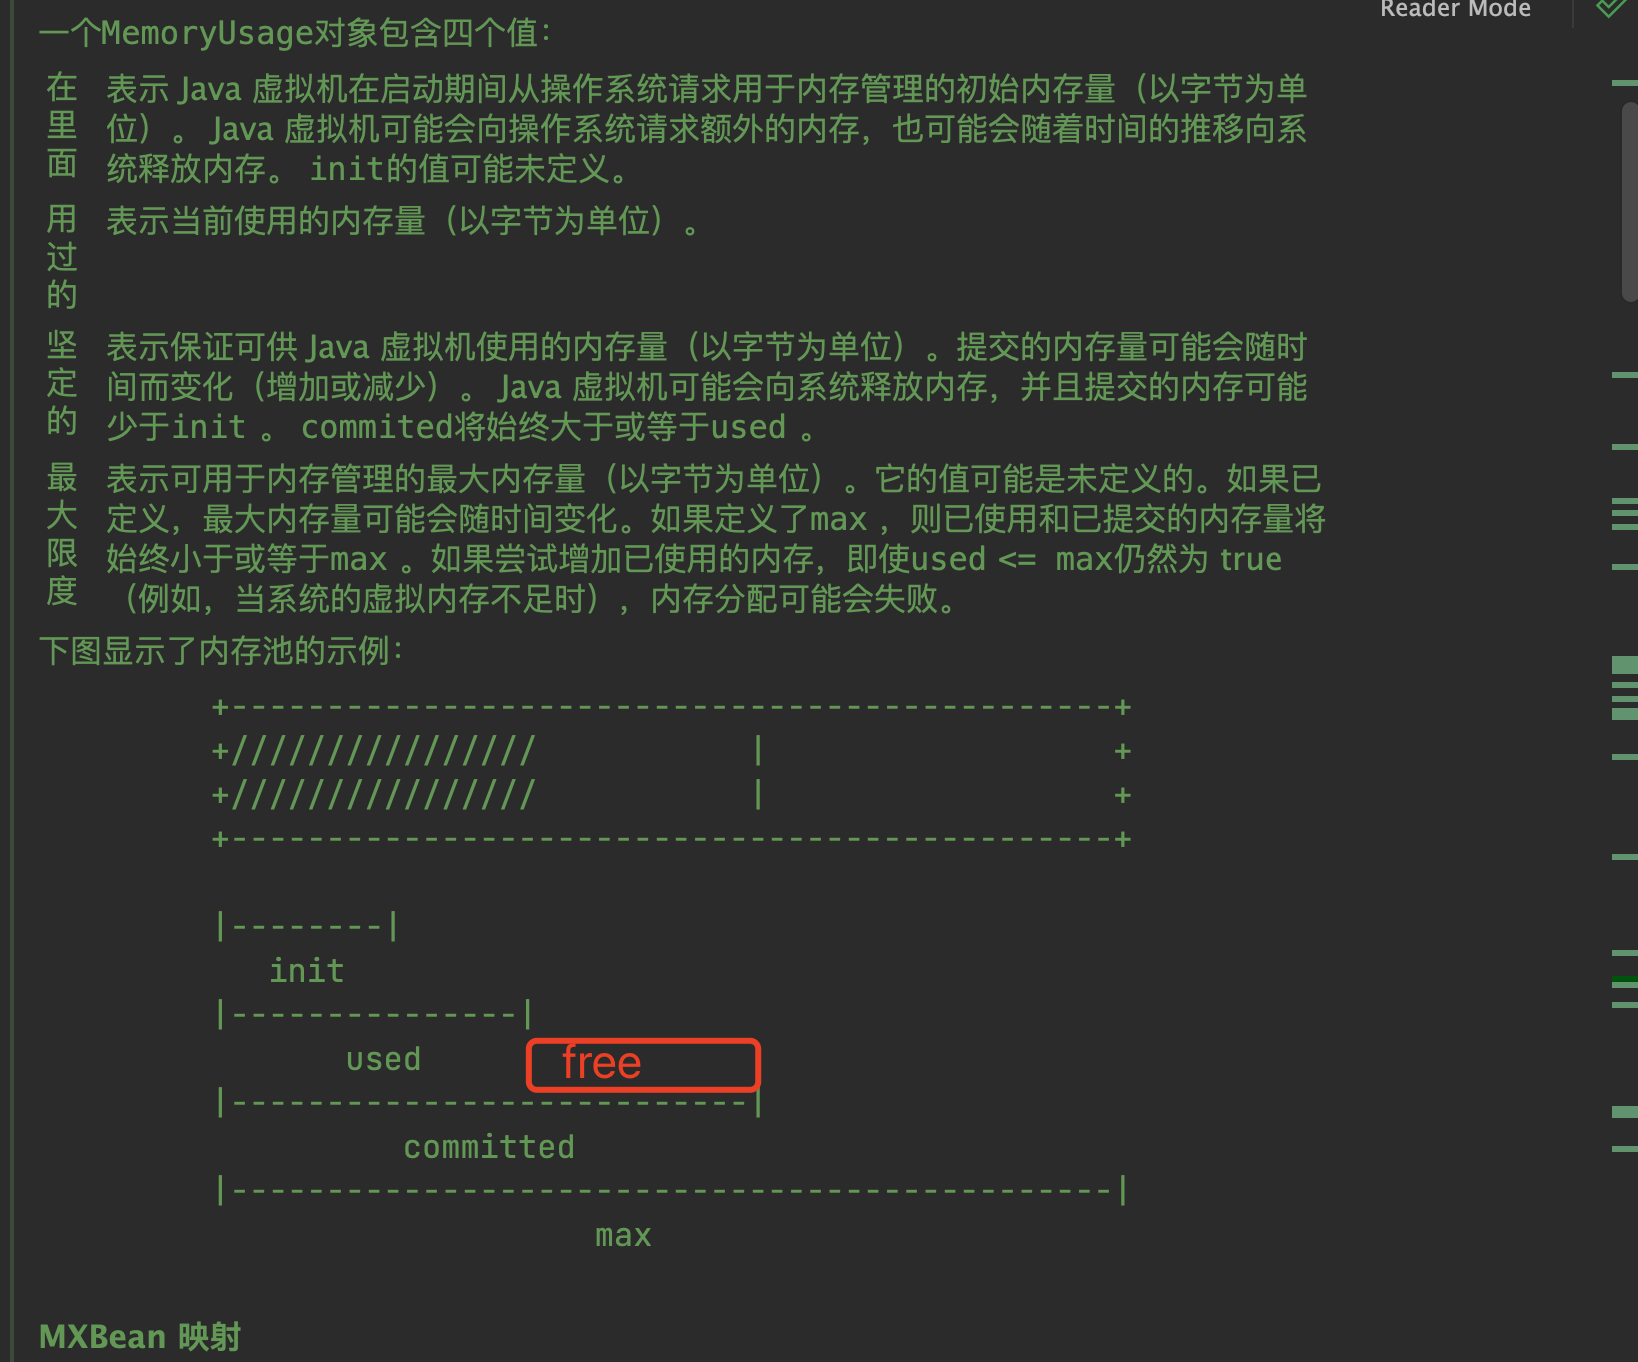 Reader Mode
一个MemoryUsage对象包含四个值：
在里面
表示 Java 虚拟机在启动期间从操作系统请求用于内存管理的初始内存量（以字节为单
位）。 Java 虚拟机可能会向操作系统请求额外的内存，也可能会随着时间的推移向系
统释放内存。 init的值可能未定义。
用过的
表示当前使用的内存量（以字节为单位）。
坚定的
表示保证可供 Java 虚拟机使用的内存量（以字节为单位）。提交的内存量可能会随时
间而变化（增加或减少）。 Java 虚拟机可能会向系统释放内存，并且提交的内存可能
少于init 。 commited将始终大于或等于used 。
最大限度
表示可用于内存管理的最大内存量（以字节为单位）。它的值可能是未定义的。如果已
定义，最大内存量可能会随时间变化。如果定义了max ，则已使用和已提交的内存量将
始终小于或等于max 。如果尝试增加已使用的内存，即使used <= max仍然为 true
（例如，当系统的虚拟内存不足时），内存分配可能会失败。
下图显示了内存池的示例：
+----------------------------------------------+
+////////////////           |                  +
+////////////////           |                  +
+----------------------------------------------+
|--------|
init
|---------------|
used
free
|---------------------------|
committed
|----------------------------------------------|
max
MXBean 映射